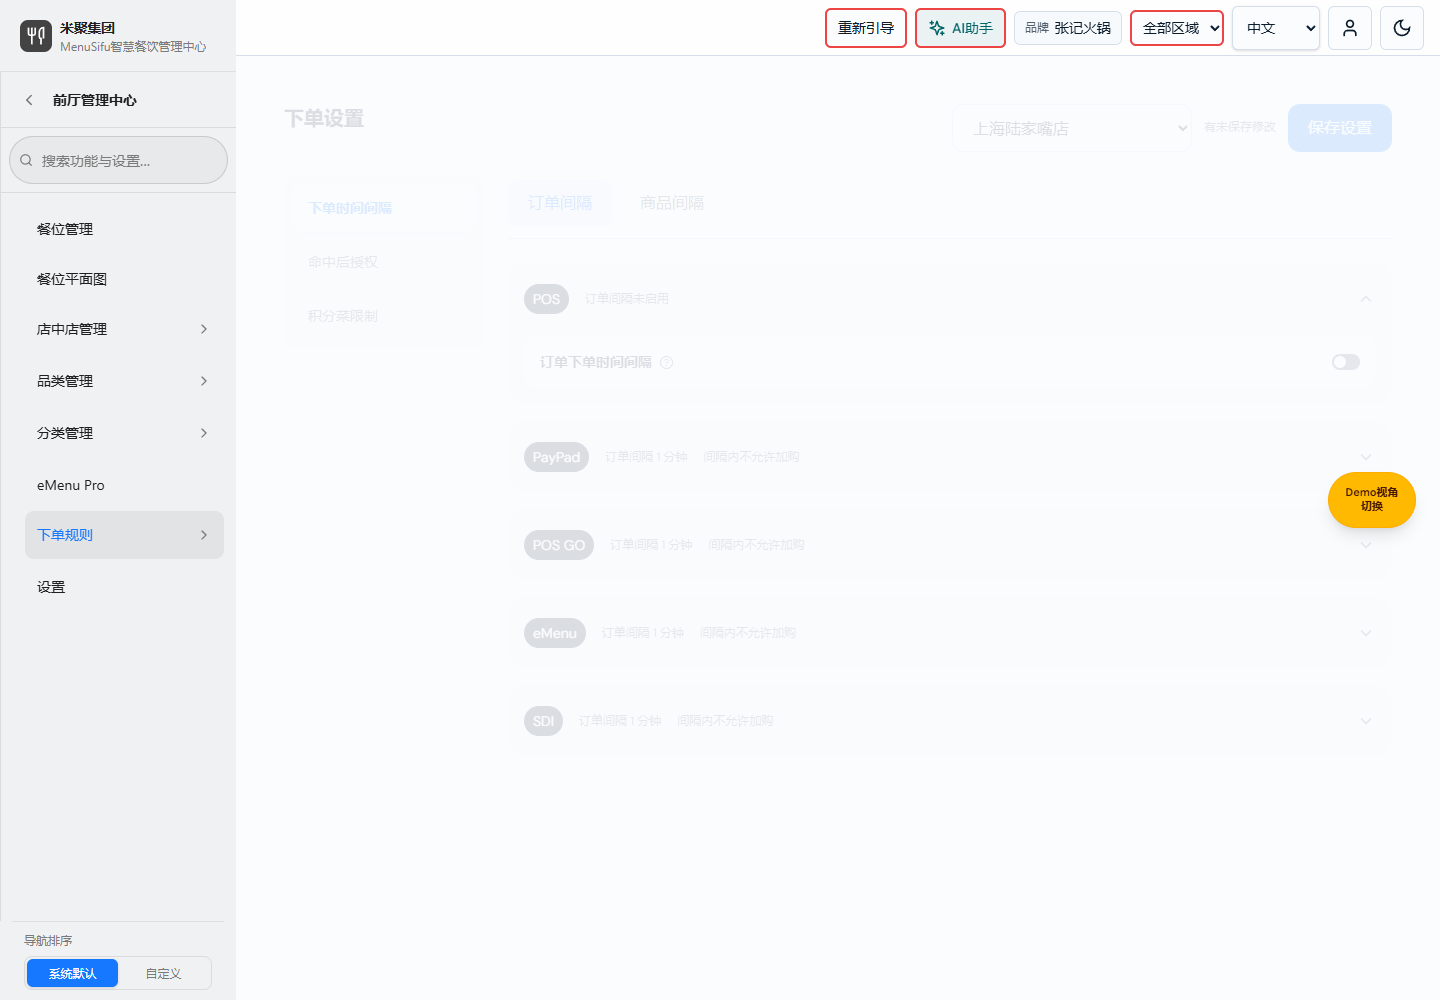 米聚集团
MenuSifu智慧餐饮管理中心
前厅管理中心
搜索功能与设置...
餐位管理
餐位平面图
店中店管理
品类管理
分类管理
eMenu Pro
下单规则
设置
导航排序
系统默认 自定义
重新引导 AI助手 品牌 张记火锅 全部区域 中文
下单设置
上海陆家嘴店 有未保存修改 保存设置
下单时间间隔
命中后授权
积分菜限制
订单间隔 商品间隔
POS 订单间隔未启用
订单下单时间间隔
PayPad 订单间隔 1 分钟 间隔内不允许加购
POS GO 订单间隔 1 分钟 间隔内不允许加购
eMenu 订单间隔 1 分钟 间隔内不允许加购
SDI 订单间隔 1 分钟 间隔内不允许加购
Demo视角
切换